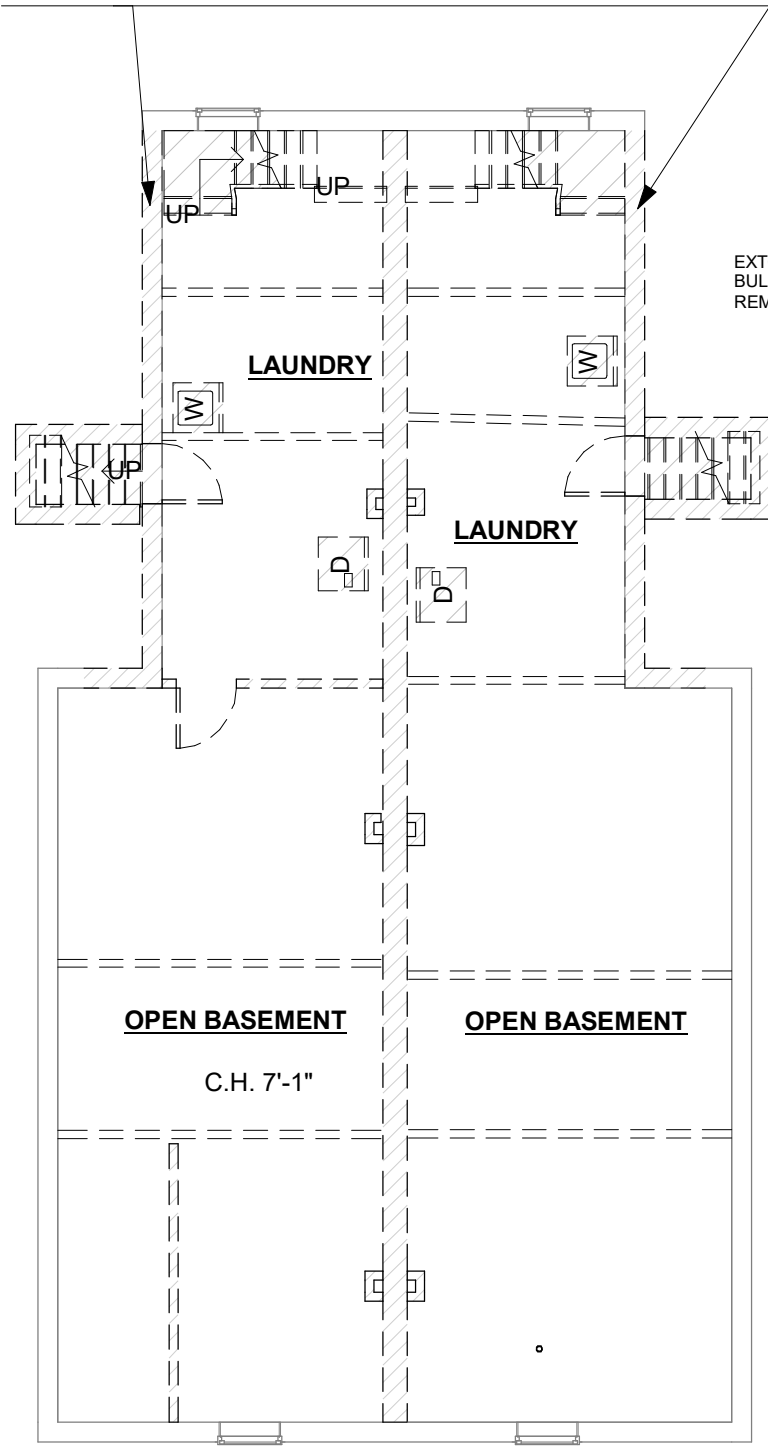 UP
UP
EXT
BUL
REM
LAUNDRY
W
W
UP
LAUNDRY
D
D
OPEN BASEMENT
OPEN BASEMENT
C.H. 7'-1"